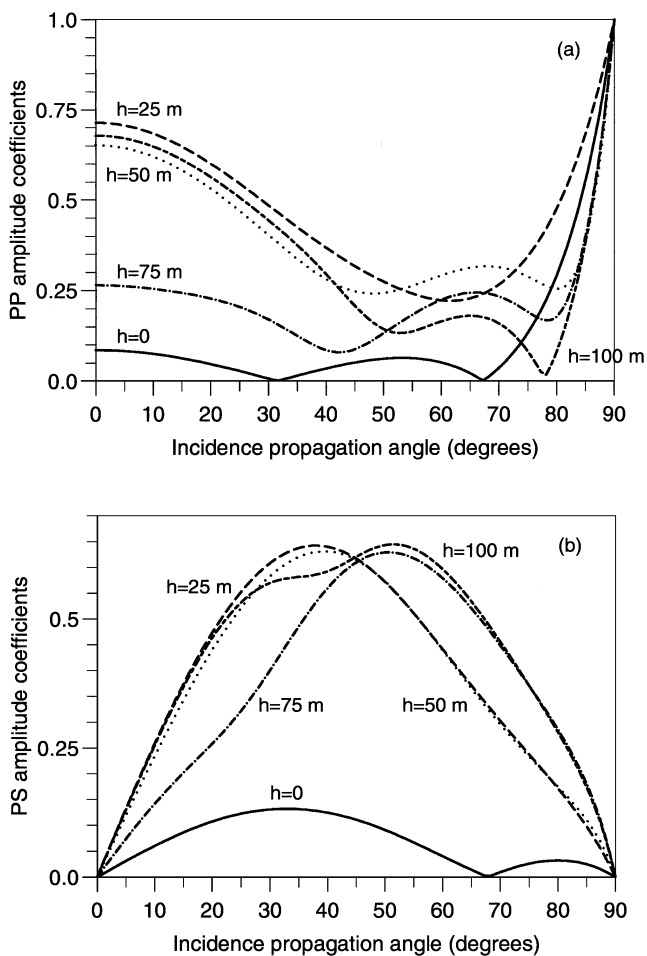 1.0
(a)
h=25 m
0.75
h=50 m
0.5
PP amplitude coefficients
h=75 m
0.25
h=0
h=100 m
0.0
0 10 20 30 40 50 60 70 80 90
Incidence propagation angle (degrees)
(b)
h=100 m
h=25 m
0.5
PS amplitude coefficients
h=75 m
h=50 m
0.25
h=0
0.0
0 10 20 30 40 50 60 70 80 90
Incidence propagation angle (degrees)